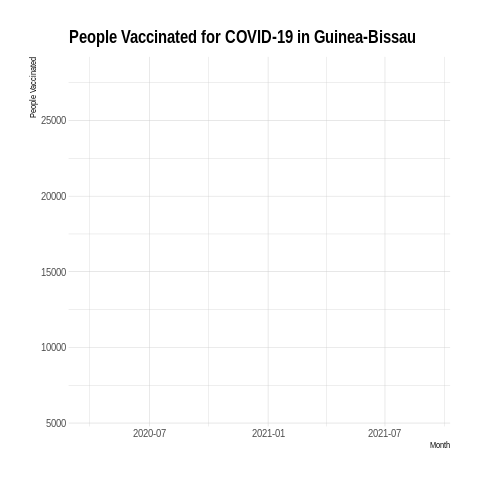 People Vaccinated for COVID-19 in Guinea-Bissau
People Vaccinated
25000
20000
15000
10000
5000
2020-07 2021-01 2021-07
Month